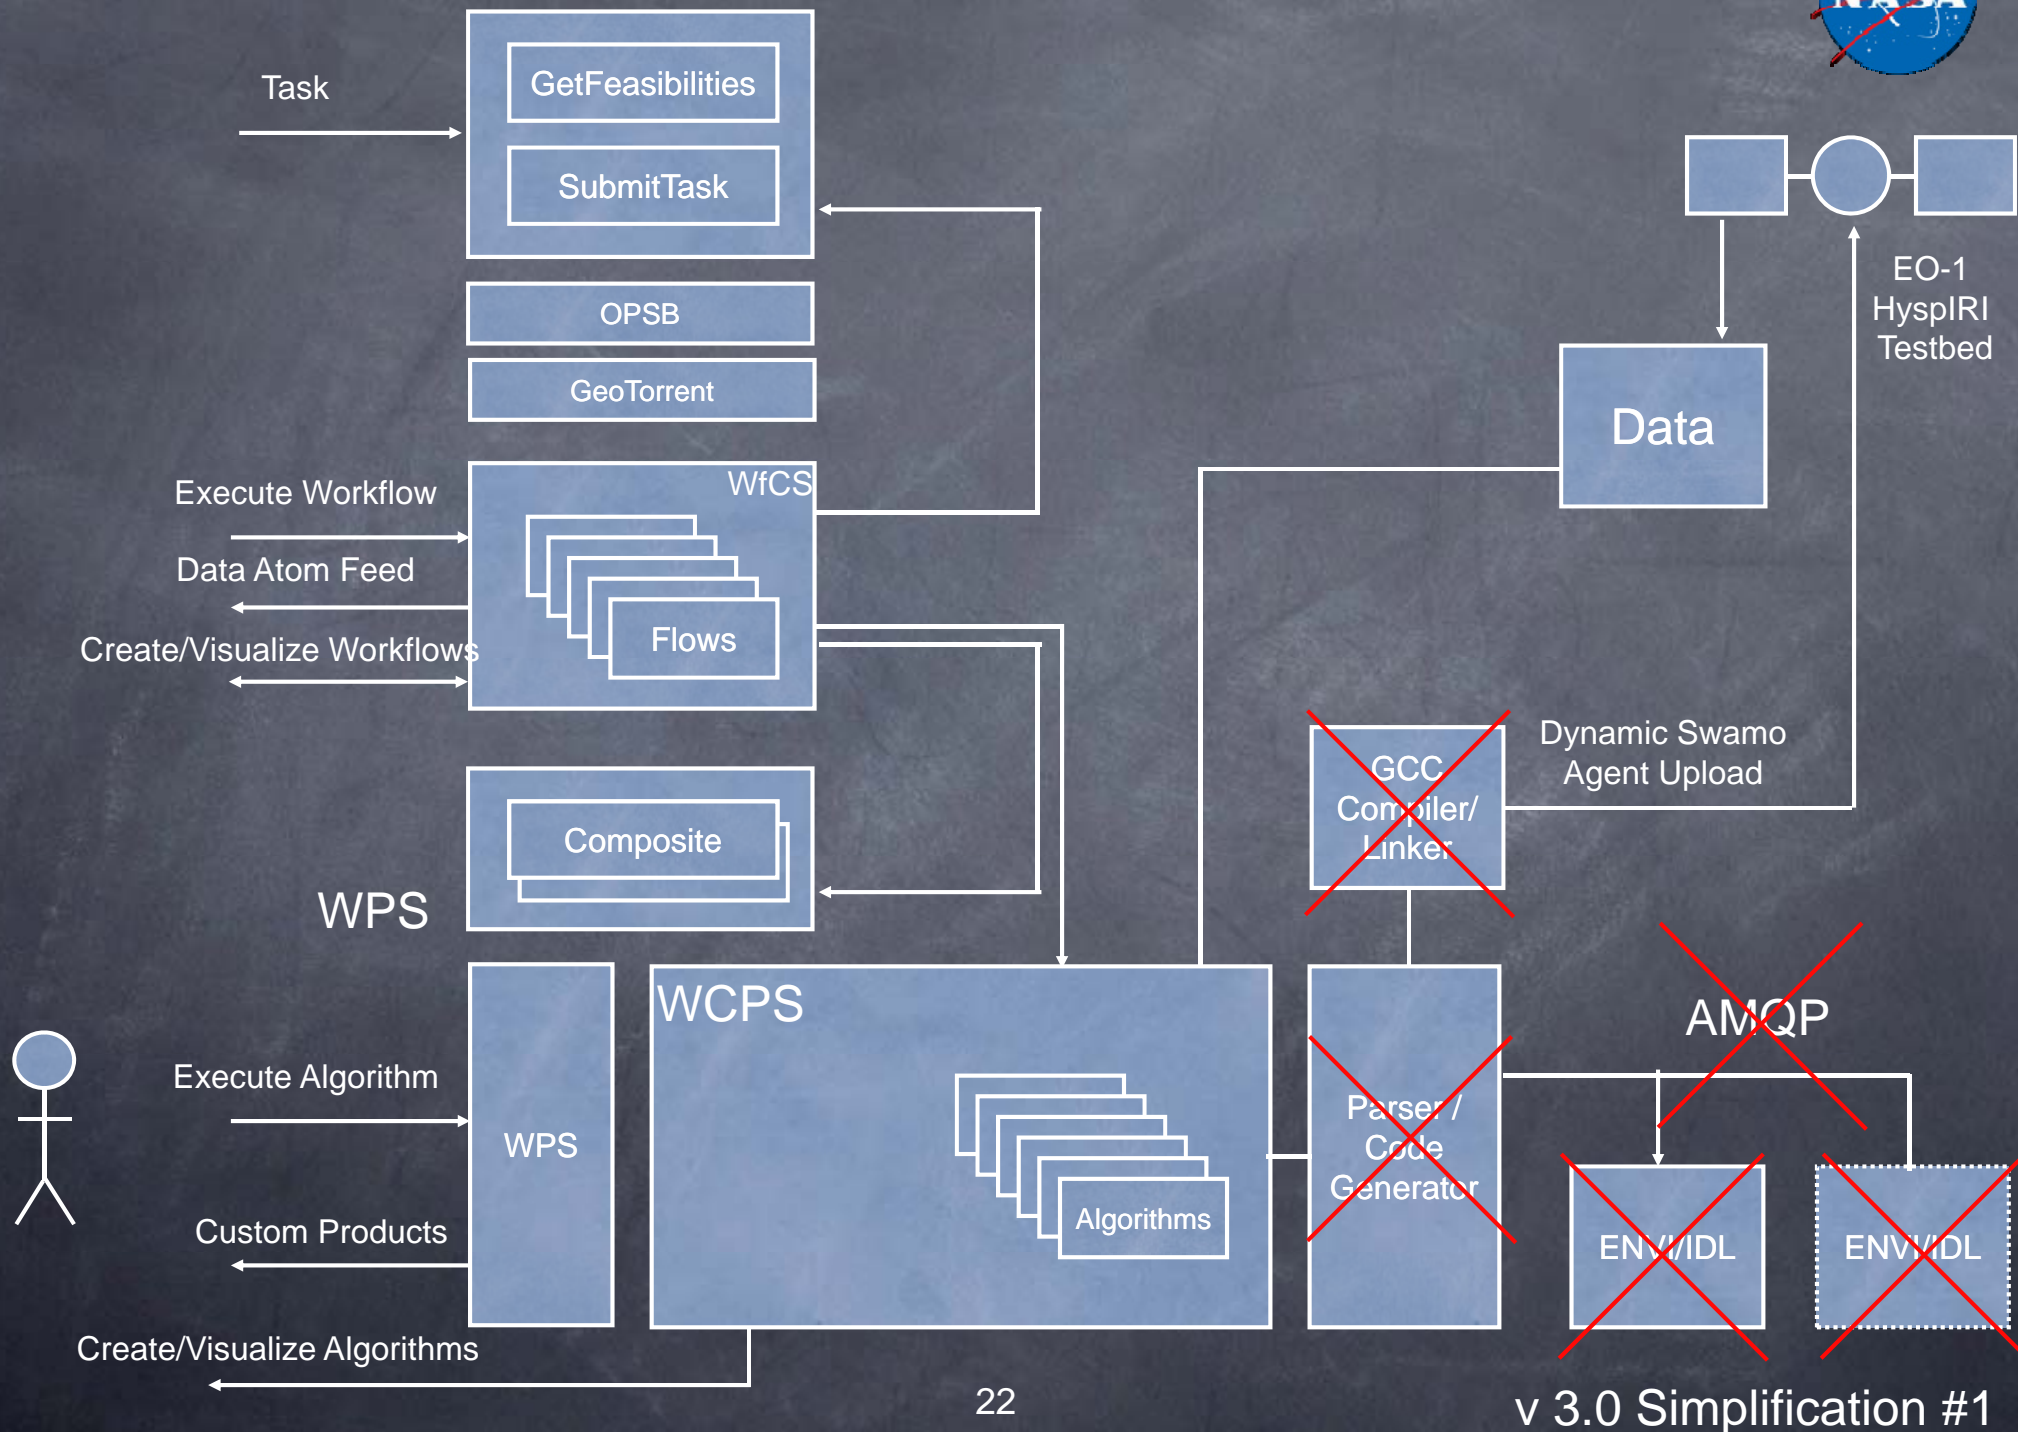 NASA
Task
GetFeasibilities
SubmitTask
OPSB
GeoTorrent
EO-1
HyspIRI
Testbed
Data
WfCS
Execute Workflow
Data Atom Feed
Create/Visualize Workflows
Flows
Dynamic Swamo
Agent Upload
GCC
Compiler/
Linker
Composite
WPS
WCPS
AMQP
Execute Algorithm
WPS
Parser /
Code
Generator
Algorithms
Custom Products
ENVI/IDL
ENVI/IDL
Create/Visualize Algorithms
22
v 3.0 Simplification #1